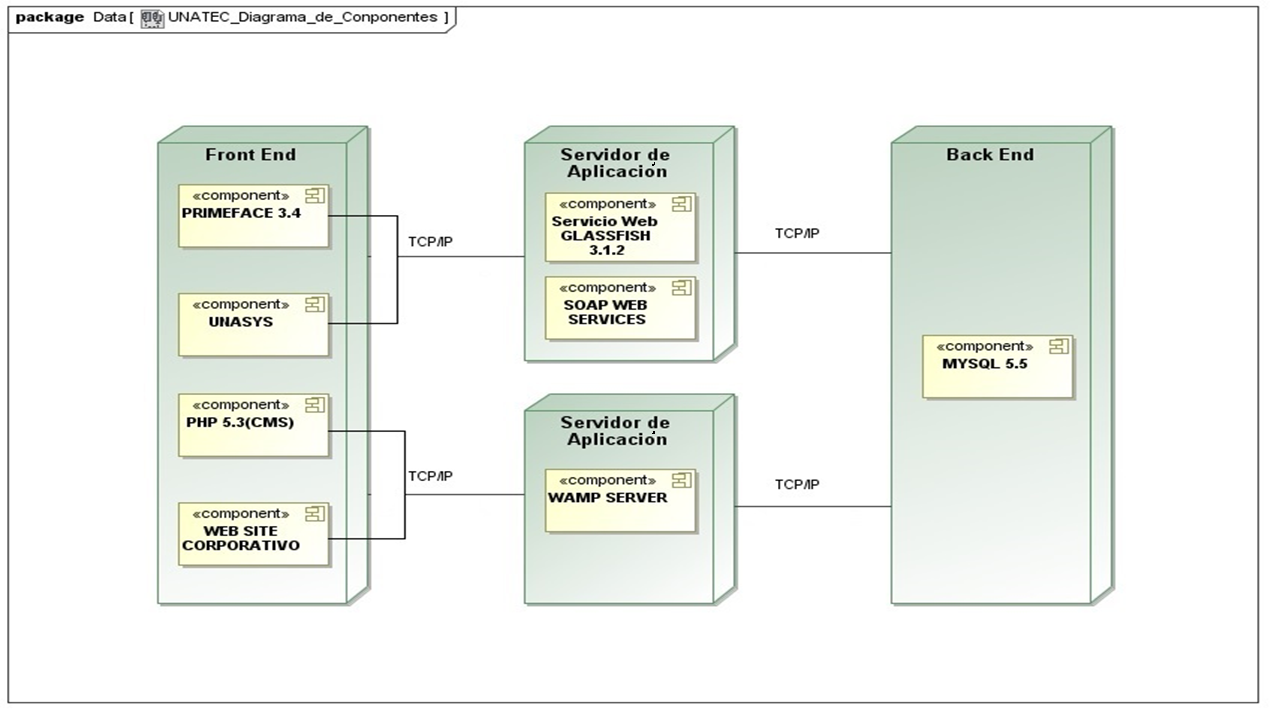 package Data [ UNATEC_Diagrama_de_Conponentes ]
Front End
«component»
PRIMEFACE 3.4
«component»
UNASYS
«component»
PHP 5.3(CMS)
«component»
WEB SITE
CORPORATIVO
TCP/IP
TCP/IP
Servidor de
Aplicación
«component»
Servicio Web
GLASSFISH
3.1.2
«component»
SOAP WEB
SERVICES
Servidor de
Aplicación
«component»
WAMP SERVER
TCP/IP
TCP/IP
Back End
«component»
MYSQL 5.5